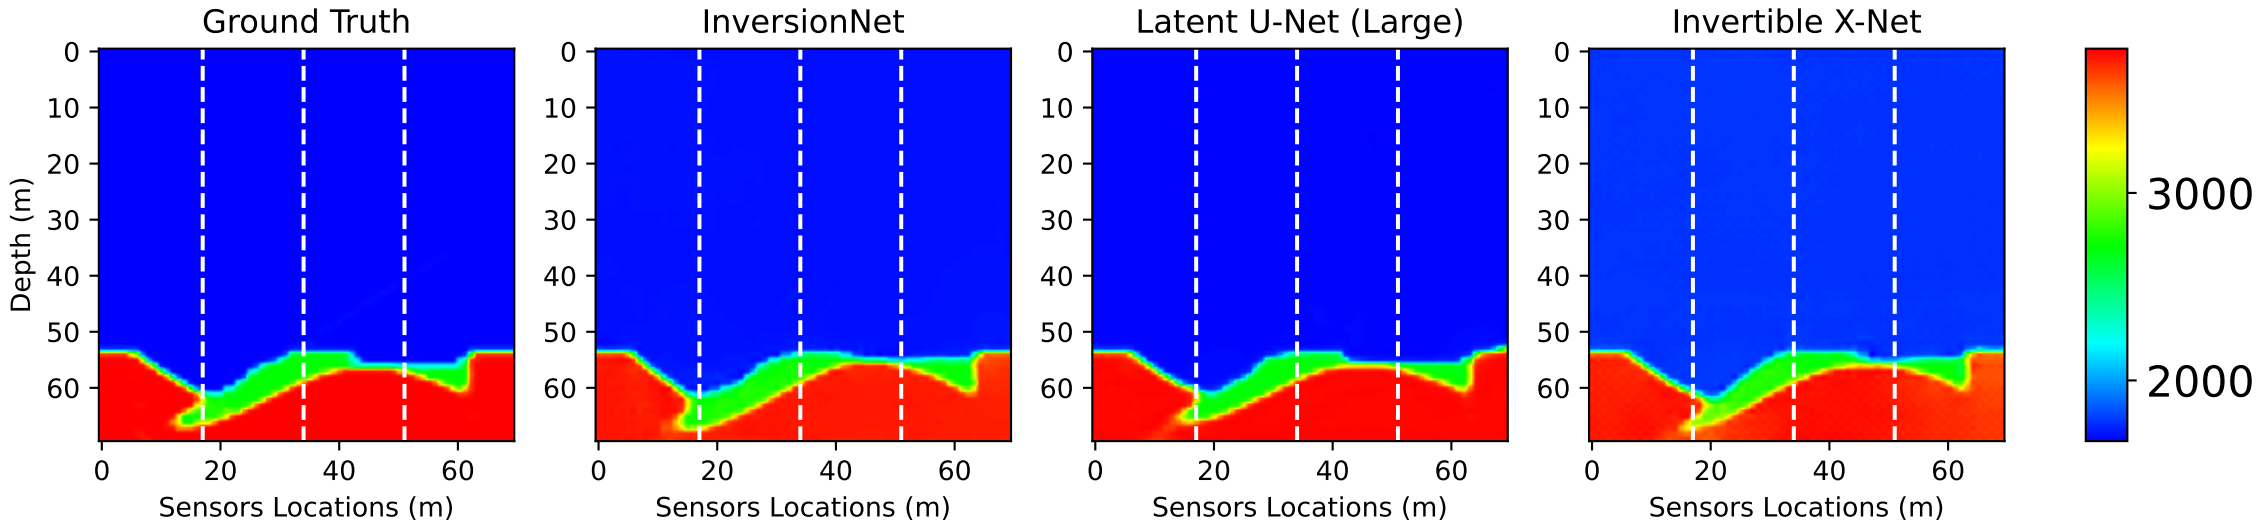 Ground Truth
InversionNet
Latent U-Net (Large)
Invertible X-Net
Depth (m)
0
10
20
30
40
50
60
0
10
20
30
40
50
60
0
10
20
30
40
50
60
0
10
20
30
40
50
60
3000
2000
0 20 40 60
0 20 40 60
0 20 40 60
0 20 40 60
Sensors Locations (m)
Sensors Locations (m)
Sensors Locations (m)
Sensors Locations (m)